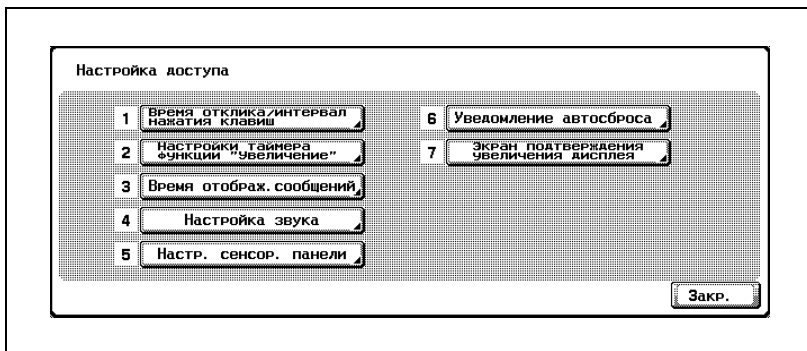 Настройка доступа
1 Время отклика/интервал
нажатия клавиш
2 Настройки таймера
функции "Увеличение"
3 Время отображ.сообщений
4 Настройка звука
5 Настр. сенсор. панели
6 Уведомление автосброса
7 Экран подтверждения
увеличения дисплея
Закр.